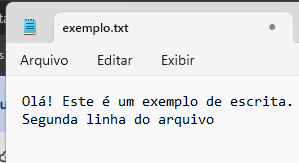 exemplo.txt
Arquivo Editar Exibir
Olá! Este é um exemplo de escrita.
Segunda linha do arquivo